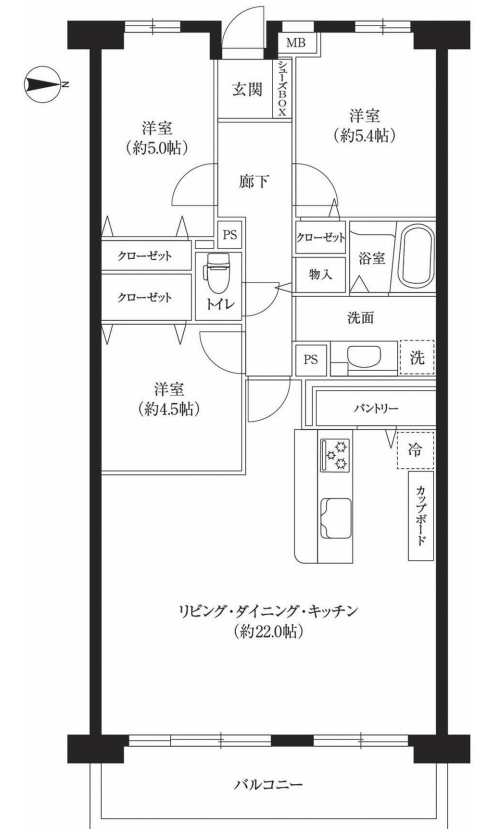 MB
玄関
シューズBOX
洋室
(約5.0帖)
洋室
(約5.4帖)
N
廊下
PS
クローゼット
浴室
クローゼット
物入
クローゼット
トイレ
洗面
PS
洗
洋室
(約4.5帖)
パントリー
冷
カップボード
リビング・ダイニング・キッチン
(約22.0帖)
バルコニー